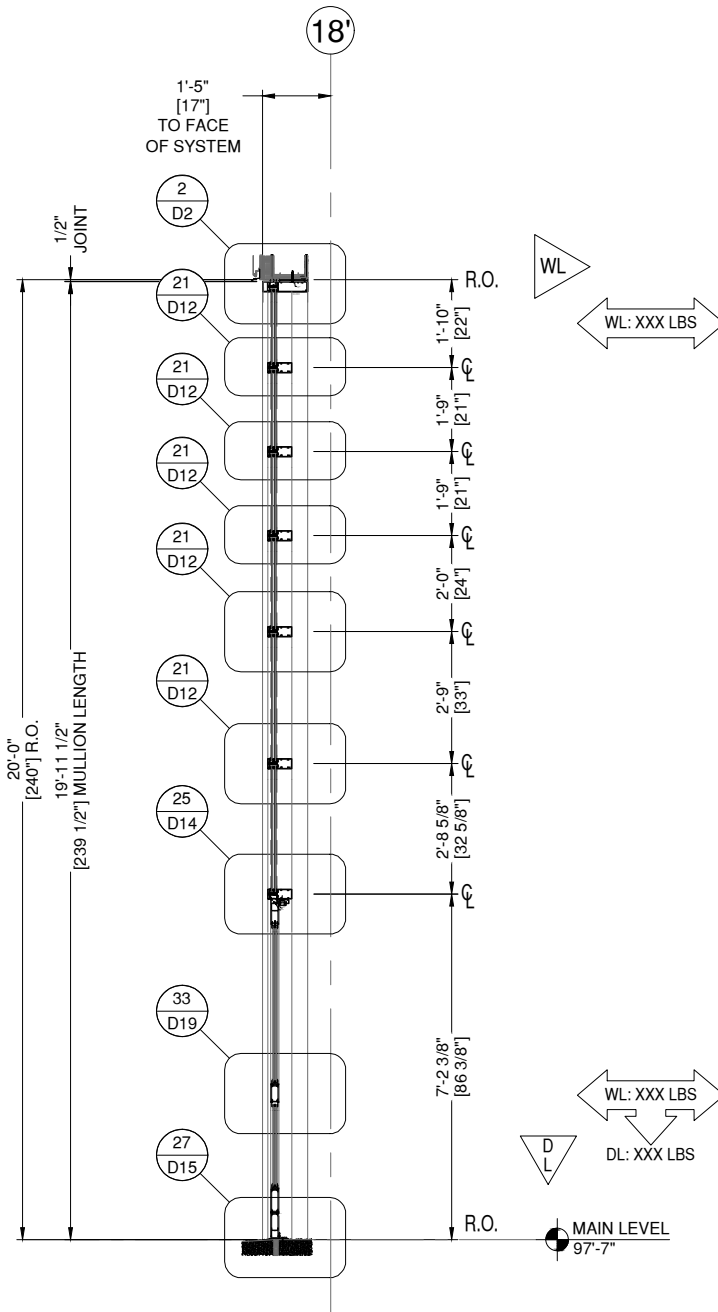 18'
1'-5"
[17"]
TO FACE
OF SYSTEM
2
D2
1/2"
JOINT
R.O.
WL
WL: XXX LBS
1'-10"
[22"]
21
D12
℄
1'-9"
[21"]
21
D12
℄
1'-9"
[21"]
21
D12
℄
2'-0"
[24"]
21
D12
℄
2'-9"
[33"]
21
D12
℄
2'-8 5/8"
[32 5/8"]
25
D14
℄
20'-0"
[240"] R.O.
19'-11 1/2"
[239 1/2"] MULLION LENGTH
33
D19
7'-2 3/8"
[86 3/8"]
WL: XXX LBS
DL: XXX LBS
D
L
27
D15
R.O.
MAIN LEVEL
97'-7"